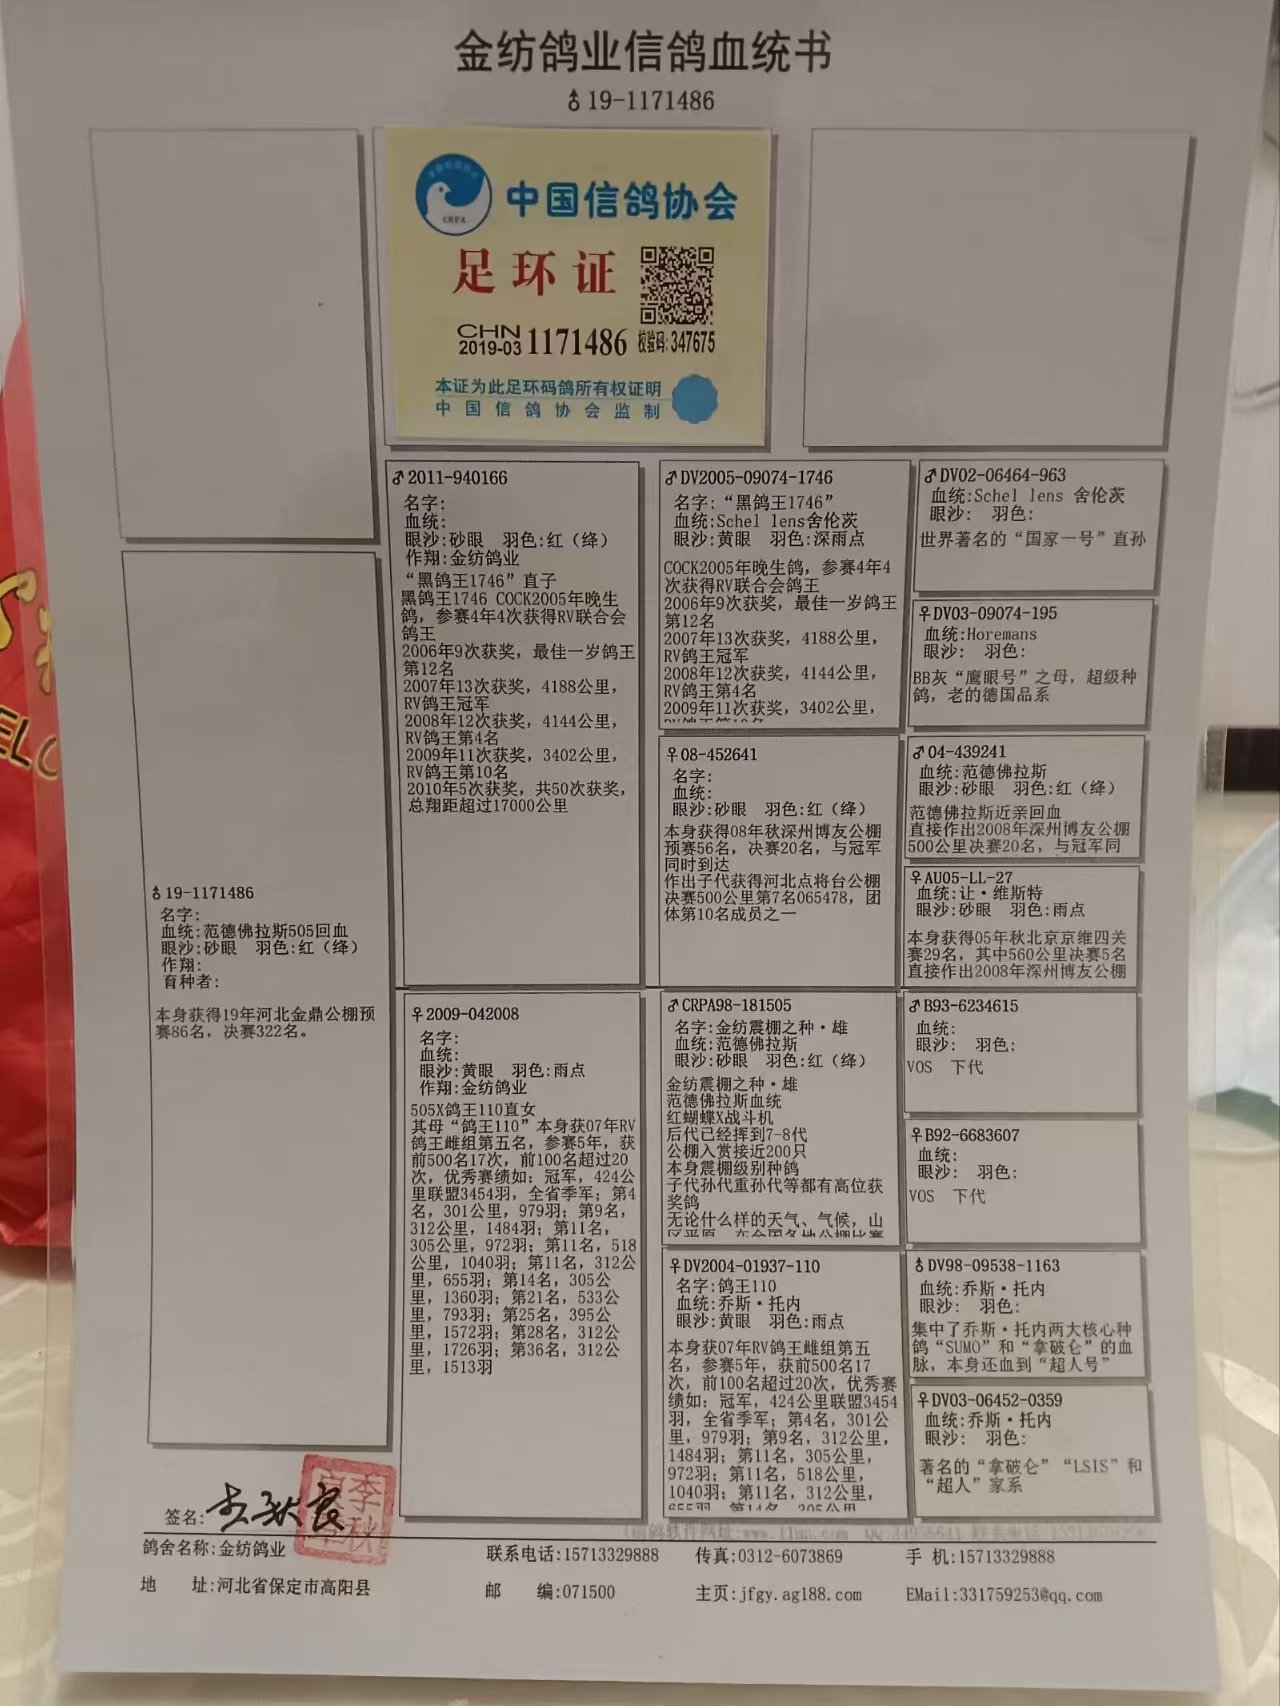 金纺鸽业信鸽血统书
♂19-1171486
中国信鸽协会
CRPA
足环证
CHN
2019-03 1171486 校验码:347675
本证为此足环码鸽所有权证明
中国信鸽协会监制
♂19-1171486
名字:
血统:范德佛拉斯505回血
眼沙:砂眼 羽色:红（绛）
作翔:
育种者:
本身获得19年河北金鼎公棚预
赛86名，决赛322名。
♂2011-940166
名字:
血统:
眼沙:砂眼 羽色:红（绛）
作翔:金纺鸽业
“黑鸽王1746”直子
黑鸽王1746 COCK2005年晚生
鸽，参赛4年4次获得RV联合会
鸽王
2006年9次获奖，最佳一岁鸽王
第12名
2007年13次获奖，4188公里，
RV鸽王冠军
2008年12次获奖，4144公里，
RV鸽王第4名
2009年11次获奖，3402公里，
RV鸽王第10名
2010年5次获奖，共50次获奖，
总翔距超过17000公里
♀2009-042008
名字:
血统:
眼沙:黄眼 羽色:雨点
作翔:金纺鸽业
505X鸽王110直女
其母“鸽王110”本身获07年RV
鸽王雌组第五名，参赛5年，获
前500名17次，前100名超过20
次，优秀赛绩如：冠军，424公
里联盟3454羽，全省季军；第4
名，301公里，979羽；第9名，
312公里，1484羽；第11名，
305公里，972羽；第11名，518
公里，1040羽；第11名，312公
里，655羽；第14名，305公
里，1360羽；第21名，533公
里，793羽；第25名，395公
里，1572羽；第28名，312公
里，1726羽；第36名，312公
里，1513羽
♂DV2005-09074-1746
名字:“黑鸽王1746”
血统:Schel lens舍伦茨
眼沙:黄眼 羽色:深雨点
COCK2005年晚生鸽，参赛4年4
次获得RV联合会鸽王
2006年9次获奖，最佳一岁鸽王
第12名
2007年13次获奖，4188公里，
RV鸽王冠军
2008年12次获奖，4144公里，
RV鸽王第4名
2009年11次获奖，3402公里，
♀08-452641
名字:
血统:
眼沙:砂眼 羽色:红（绛）
本身获得08年秋深州博友公棚
预赛56名，决赛20名，与冠军
同时到达
作出子代获得河北点将台公棚
决赛500公里第7名065478，团
体第10名成员之一
♂CRPA98-181505
名字:金纺震棚之种·雄
血统:范德佛拉斯
眼沙:砂眼 羽色:红（绛）
金纺震棚之种·雄
范德佛拉斯血统
红蝴蝶X战斗机
后代已经挥到7-8代
公棚入赏接近200只
本身震棚级别种鸽
子代孙代重孙代等都有高位获
奖鸽
无论什么样的天气、气候，山
♀DV2004-01937-110
名字:鸽王110
血统:乔斯·托内
眼沙:黄眼 羽色:雨点
本身获07年RV鸽王雌组第五
名，参赛5年，获前500名17
次，前100名超过20次，优秀赛
绩如：冠军，424公里联盟3454
羽，全省季军；第4名，301公
里，979羽；第9名，312公里，
1484羽；第11名，305公里，
972羽；第11名，518公里，
1040羽；第11名，312公里，
♂DV02-06464-963
血统:Schel lens 舍伦茨
眼沙: 羽色:
世界著名的“国家一号”直孙
♀DV03-09074-195
血统:Horemans
眼沙: 羽色:
BB灰“鹰眼号”之母，超级种
鸽，老的德国品系
♂04-439241
血统:范德佛拉斯
眼沙:砂眼 羽色:红（绛）
范德佛拉斯近亲回血
直接作出2008年深州博友公棚
500公里决赛20名，与冠军同
♀AU05-LL-27
血统:让·维斯特
眼沙:砂眼 羽色:雨点
本身获得05年秋北京京维四关
赛29名，其中560公里决赛5名
直接作出2008年深州博友公棚
♂B93-6234615
血统:
眼沙: 羽色:
VOS 下代
♀B92-6683607
血统:
眼沙: 羽色:
VOS 下代
♂DV98-09538-1163
血统:乔斯·托内
眼沙: 羽色:
集中了乔斯·托内两大核心种
鸽“SUMO”和“拿破仑”的血
脉，本身还血到“超人号”
♀DV03-06452-0359
血统:乔斯·托内
眼沙: 羽色:
著名的“拿破仑”“LSIS”和
“超人”家系
签名:
鸽舍名称:金纺鸽业 联系电话:15713329888 传真:0312-6073869 手 机:15713329888
地 址:河北省保定市高阳县 邮 编:071500 主页:jfgy.ag188.com EMail:331759253@qq.com